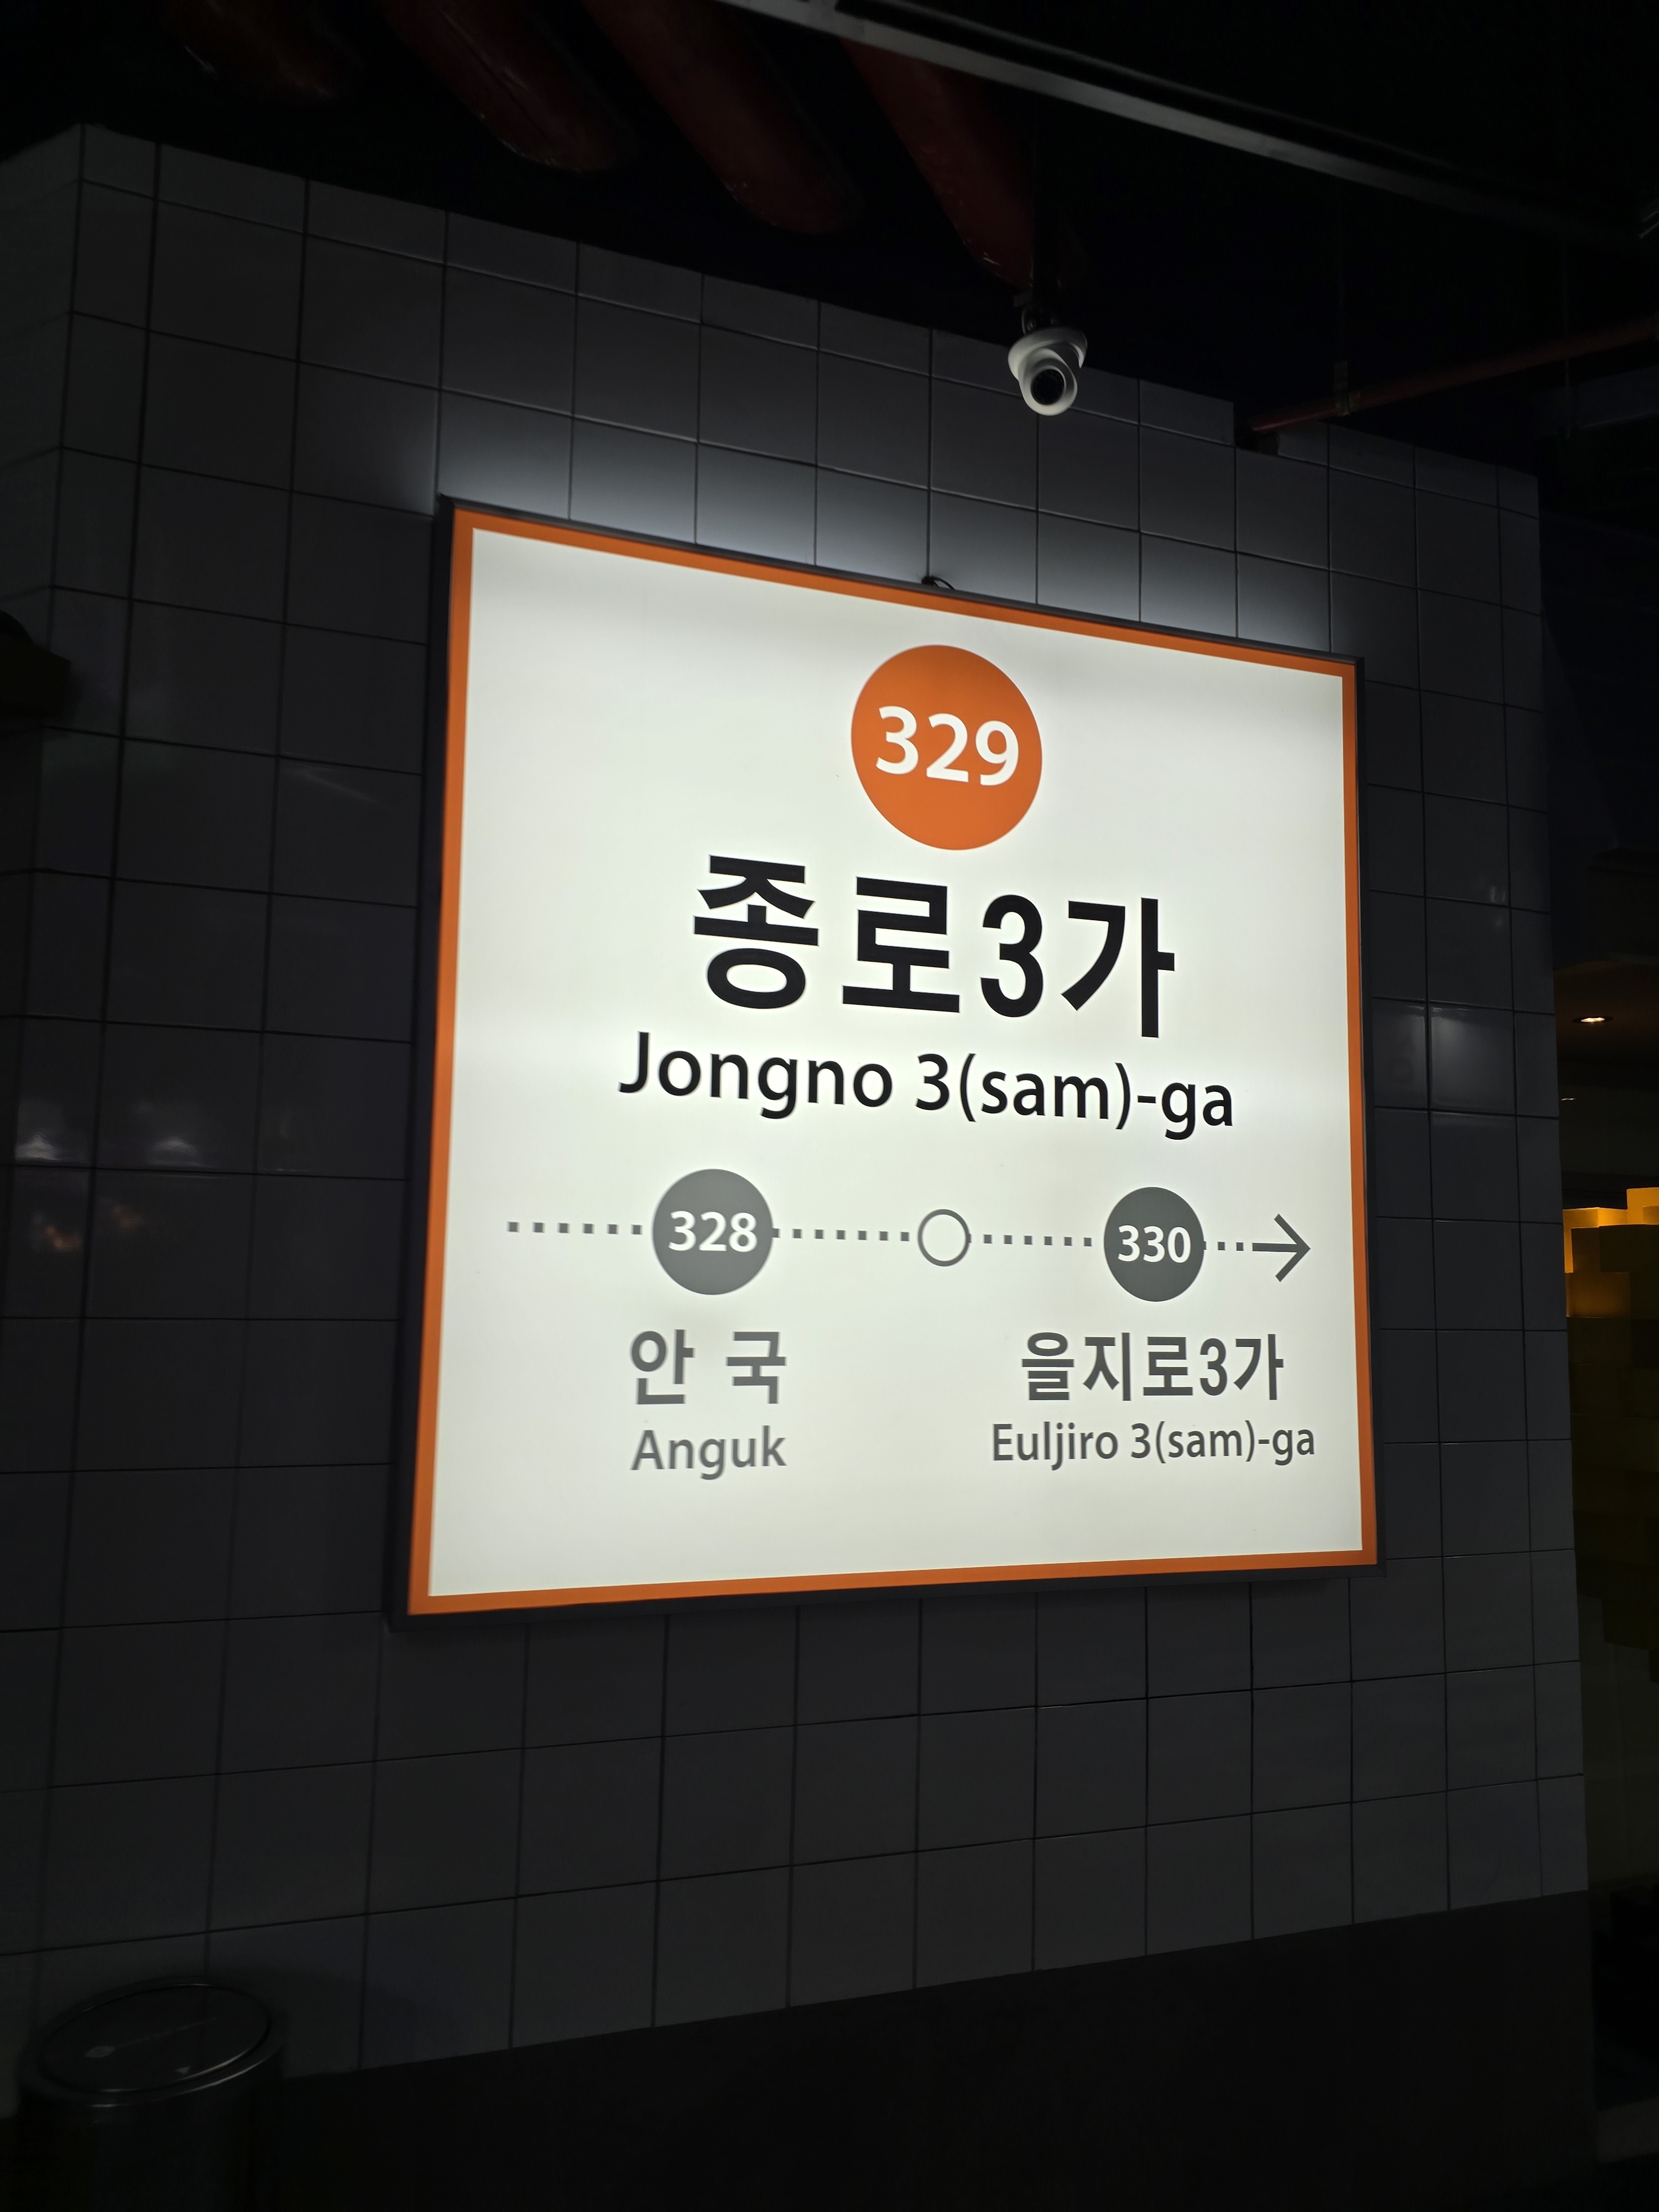 329
종로3가
Jongno 3(sam)-ga
328 330
안국 을지로3가
Anguk Euljiro 3(sam)-ga